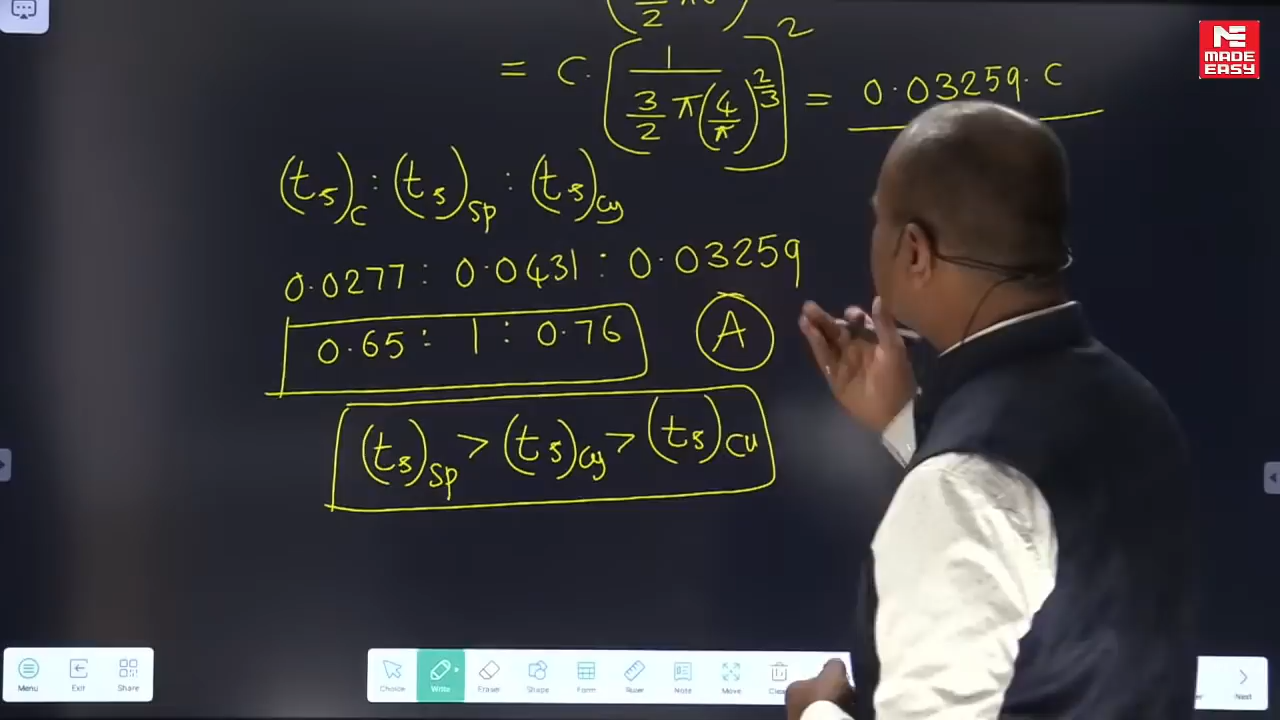 MADE EASY
= C. [1 / (3/2 π (4/π)^(2/3))]^2 = 0.03259.C
(ts)C : (ts)Sp : (ts)Cy
0.0277 : 0.0431 : 0.03259
0.65 : 1 : 0.76 A
(ts)Sp > (ts)Cy > (ts)Cu
Menu Exit Share Choice Write Eraser Shape Form Ruler Note Move Next